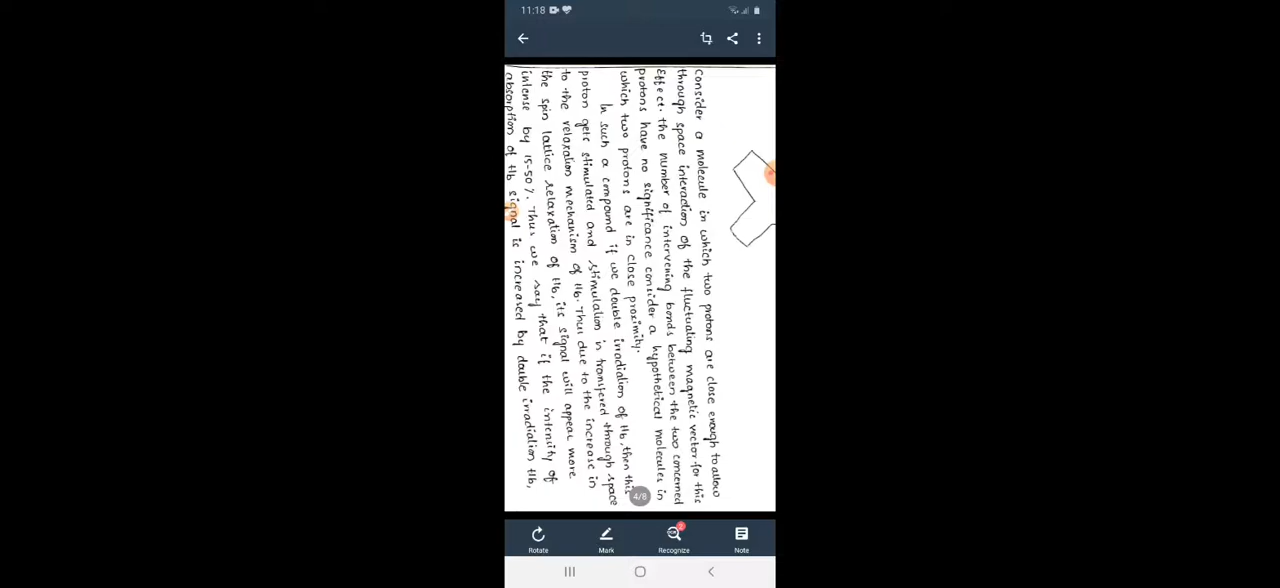 11:18
Consider a molecule in which two protons are close enough to allow
through space interaction of the fluctuating magnetic vector for this
Effect. the number of intervening bonds between the two concerned
protons have no significance consider a hypothetical molecules in
which two protons are in close proximity.
In such a compound if we double irradiation of Hb, then this
proton gets stimulated and stimulation is transfered through space
to the relaxation mechanism of Hb. Thus due to the increase in
the spin lattice relaxation of Hb, its signal will appear more
intense by 15-50%. Thus we say that if the intensity of
absorption of Hb signal is increased by double irradiation Hb,
4/8
Rotate
Mark
2
Recognize
Note